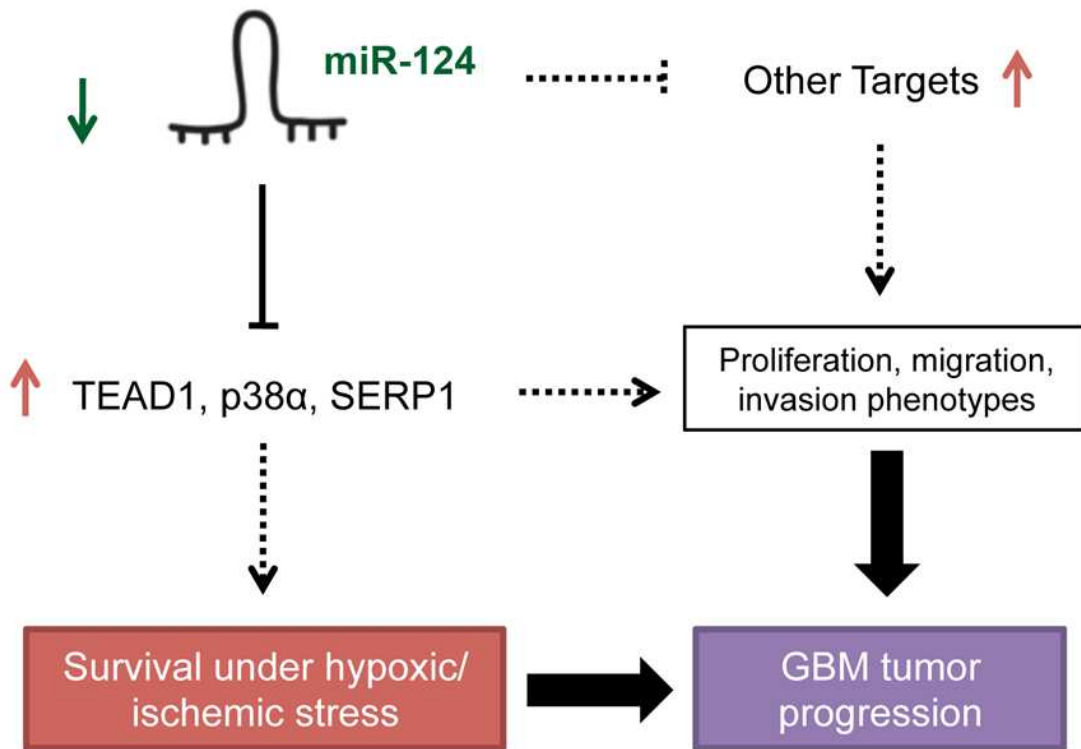 miR-124
Other Targets
TEAD1, p38α, SERP1
Proliferation, migration,
invasion phenotypes
Survival under hypoxic/
ischemic stress
GBM tumor
progression